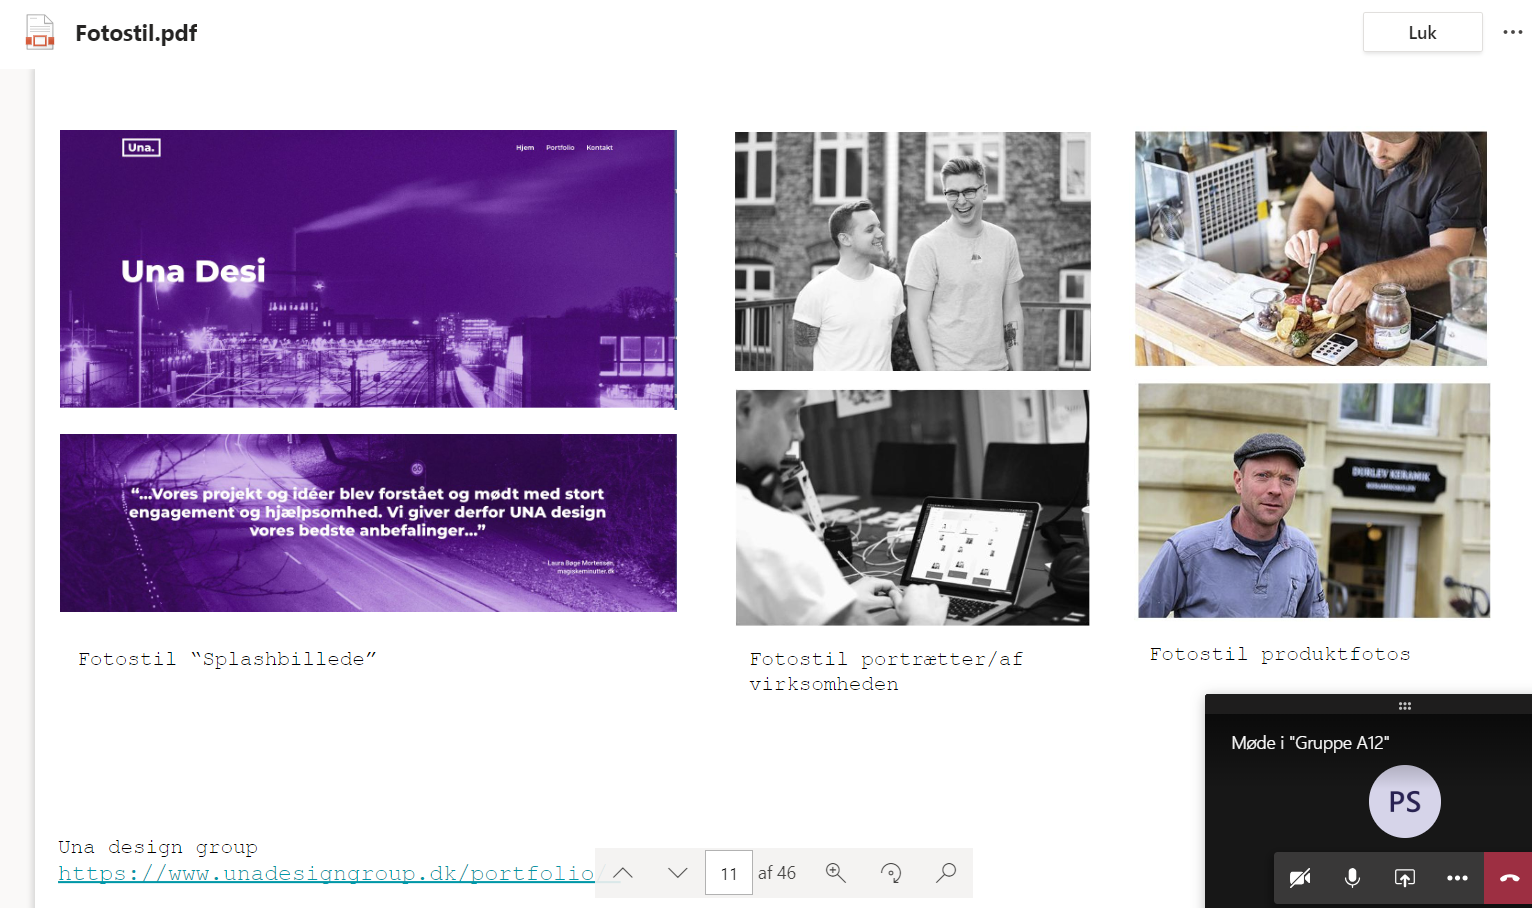 Fotostil.pdf
Luk
Una.
Hjem Portfolio Kontakt
Una Desi
“...Vores projekt og idéer blev forstået og mødt med stort
engagement og hjælpsomhed. Vi giver derfor UNA design
vores bedste anbefalinger...”
- Laura Bøge Mortensen,
magiskeminutter.dk
Fotostil “Splashbillede”
Fotostil portrætter/af
virksomheden
Fotostil produktfotos
Møde i "Gruppe A12"
PS
Una design group
https://www.unadesigngroup.dk/portfolio/
11 af 46